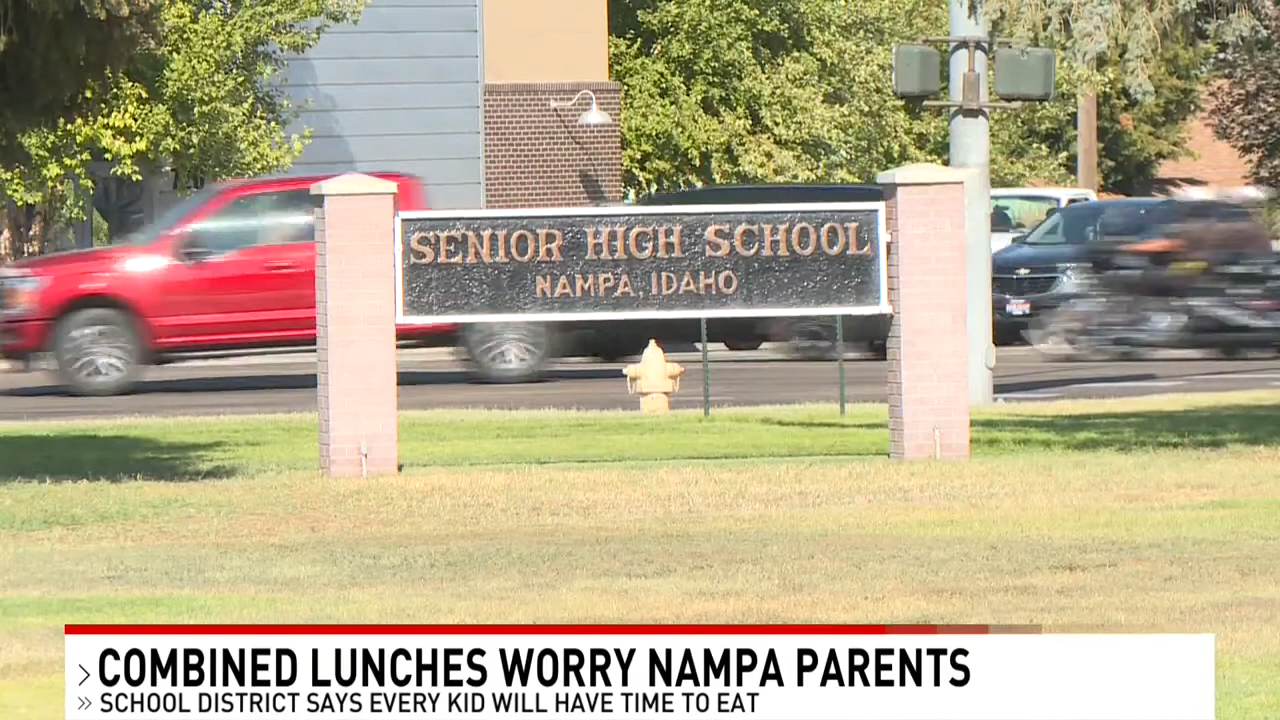 SENIOR HIGH SCHOOL
NAMPA, IDAHO
COMBINED LUNCHES WORRY NAMPA PARENTS
SCHOOL DISTRICT SAYS EVERY KID WILL HAVE TIME TO EAT